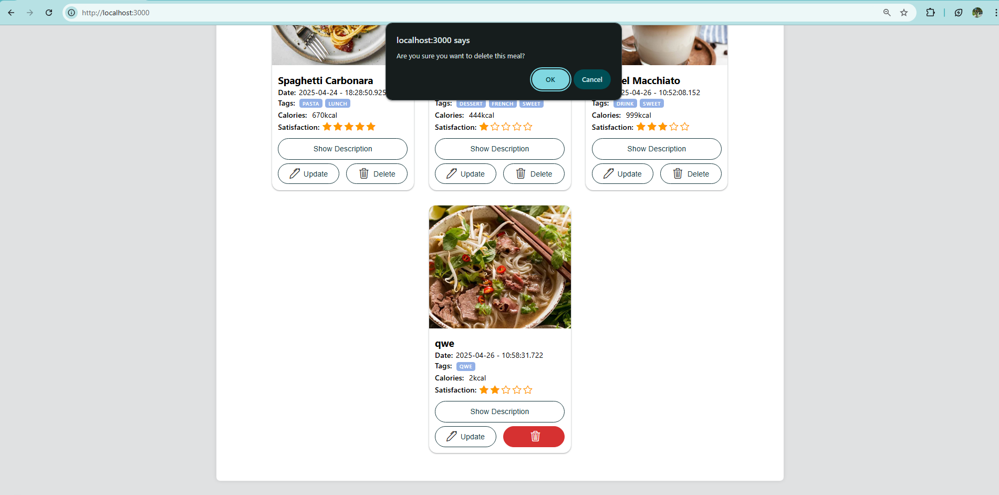 http://localhost:3000
localhost:3000 says
Are you sure you want to delete this meal?
OK
Cancel
Spaghetti Carbonara
Date: 2025-04-24 - 18:28:50.925
Tags: PASTA LUNCH
Calories: 670kcal
Satisfaction:
Show Description
Update
Delete
Tags: DESSERT FRENCH SWEET
Calories: 444kcal
Satisfaction:
Show Description
Update
Delete
Macchiato
25-04-26 - 10:52:08.152
Tags: DRINK SWEET
Calories: 999kcal
Satisfaction:
Show Description
Update
Delete
qwe
Date: 2025-04-26 - 10:58:31.722
Tags: QWE
Calories: 2kcal
Satisfaction:
Show Description
Update